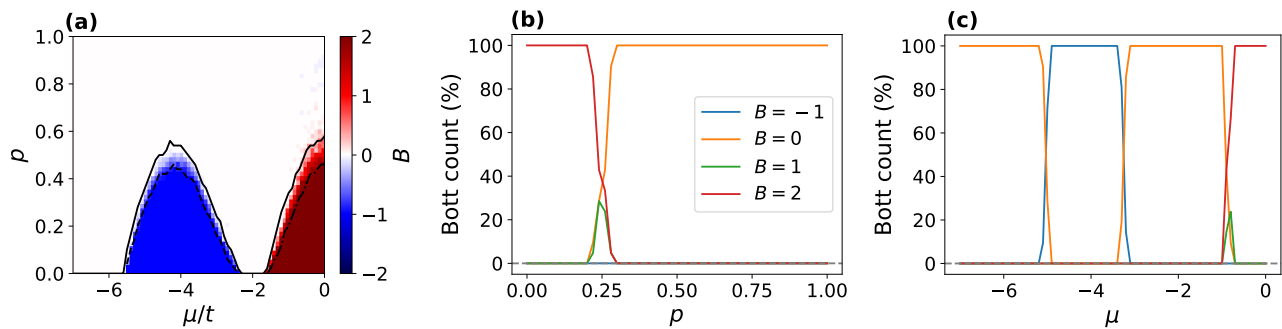 (a)
1.0
0.8
0.6
0.4
0.2
0.0
p
−6
−4
−2
0
μ/t
2
1
0
−1
−2
B
(b)
100
80
60
40
20
0
Bott count (%)
B = −1
B = 0
B = 1
B = 2
0.00
0.25
0.50
0.75
1.00
p
(c)
100
80
60
40
20
0
Bott count (%)
−6
−4
−2
0
μ